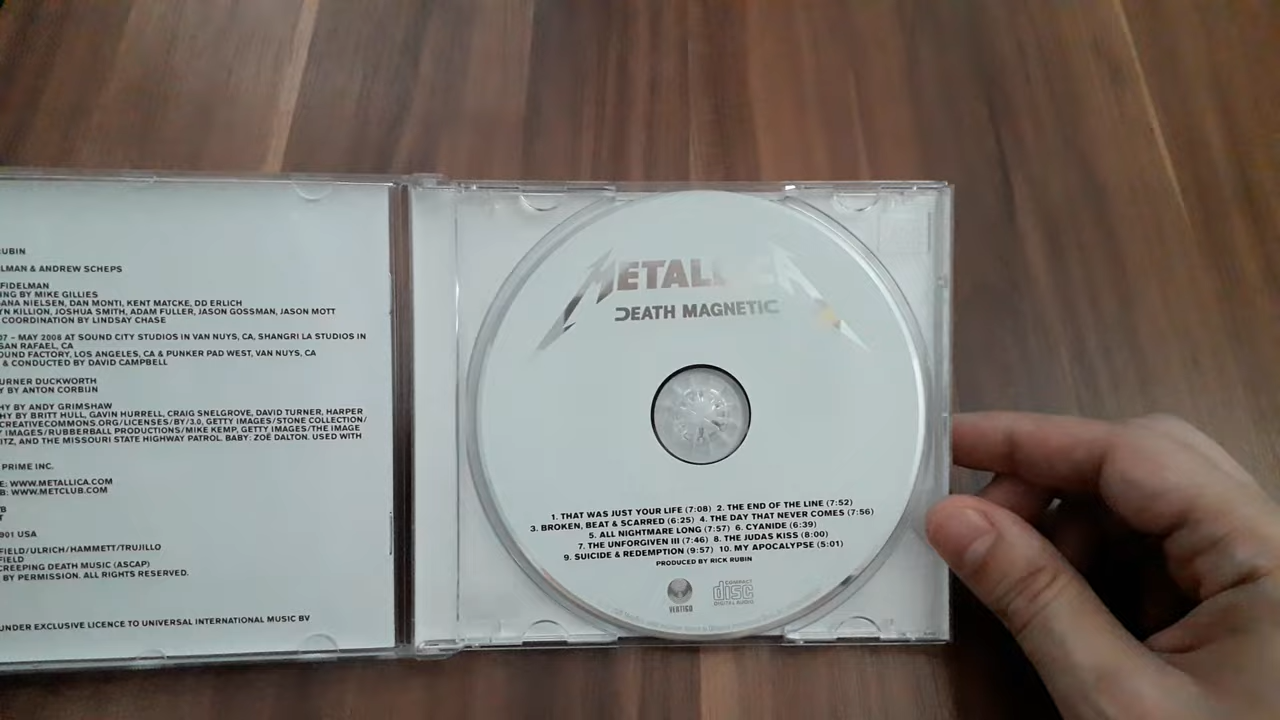 RUBIN
LMAN & ANDREW SCHEPS
FIDELMAN
ING BY MIKE GILLIES
ANA NIELSEN, DAN MONTI, KENT MATCKE, DD ERLICH
YN KILLION, JOSHUA SMITH, ADAM FULLER, JASON GOSSMAN, JASON MOTT
COORDINATION BY LINDSAY CHASE
07 – MAY 2008 AT SOUND CITY STUDIOS IN VAN NUYS, CA, SHANGRI LA STUDIOS IN
SAN RAFAEL, CA
OUND FACTORY, LOS ANGELES, CA & PUNKER PAD WEST, VAN NUYS, CA
& CONDUCTED BY DAVID CAMPBELL
URNER DUCKWORTH
Y BY ANTON CORBIJN
HY BY ANDY GRIMSHAW
HY BY BRITT HULL, GAVIN HURRELL, CRAIG SNELGROVE, DAVID TURNER, HARPER
CREATIVECOMMONS.ORG/LICENSES/BY/3.0, GETTY IMAGES/STONE COLLECTION/
Y IMAGES/RUBBERBALL PRODUCTIONS/MIKE KEMP, GETTY IMAGES/THE IMAGE
ITZ, AND THE MISSOURI STATE HIGHWAY PATROL. BABY: ZOË DALTON. USED WITH
PRIME INC.
E: WWW.METALLICA.COM
B: WWW.METCLUB.COM
901 USA
FIELD/ULRICH/HAMMETT/TRUJILLO
FIELD
CREEPING DEATH MUSIC (ASCAP)
BY PERMISSION. ALL RIGHTS RESERVED.
UNDER EXCLUSIVE LICENCE TO UNIVERSAL INTERNATIONAL MUSIC BV
METALLICA
DEATH MAGNETIC
1. THAT WAS JUST YOUR LIFE (7:08) 2. THE END OF THE LINE (7:52)
3. BROKEN, BEAT & SCARRED (6:25) 4. THE DAY THAT NEVER COMES (7:56)
5. ALL NIGHTMARE LONG (7:57) 6. CYANIDE (6:39)
7. THE UNFORGIVEN III (7:46) 8. THE JUDAS KISS (8:00)
9. SUICIDE & REDEMPTION (9:57) 10. MY APOCALYPSE (5:01)
PRODUCED BY RICK RUBIN
VERTIGO
COMPACT
disc
DIGITAL AUDIO